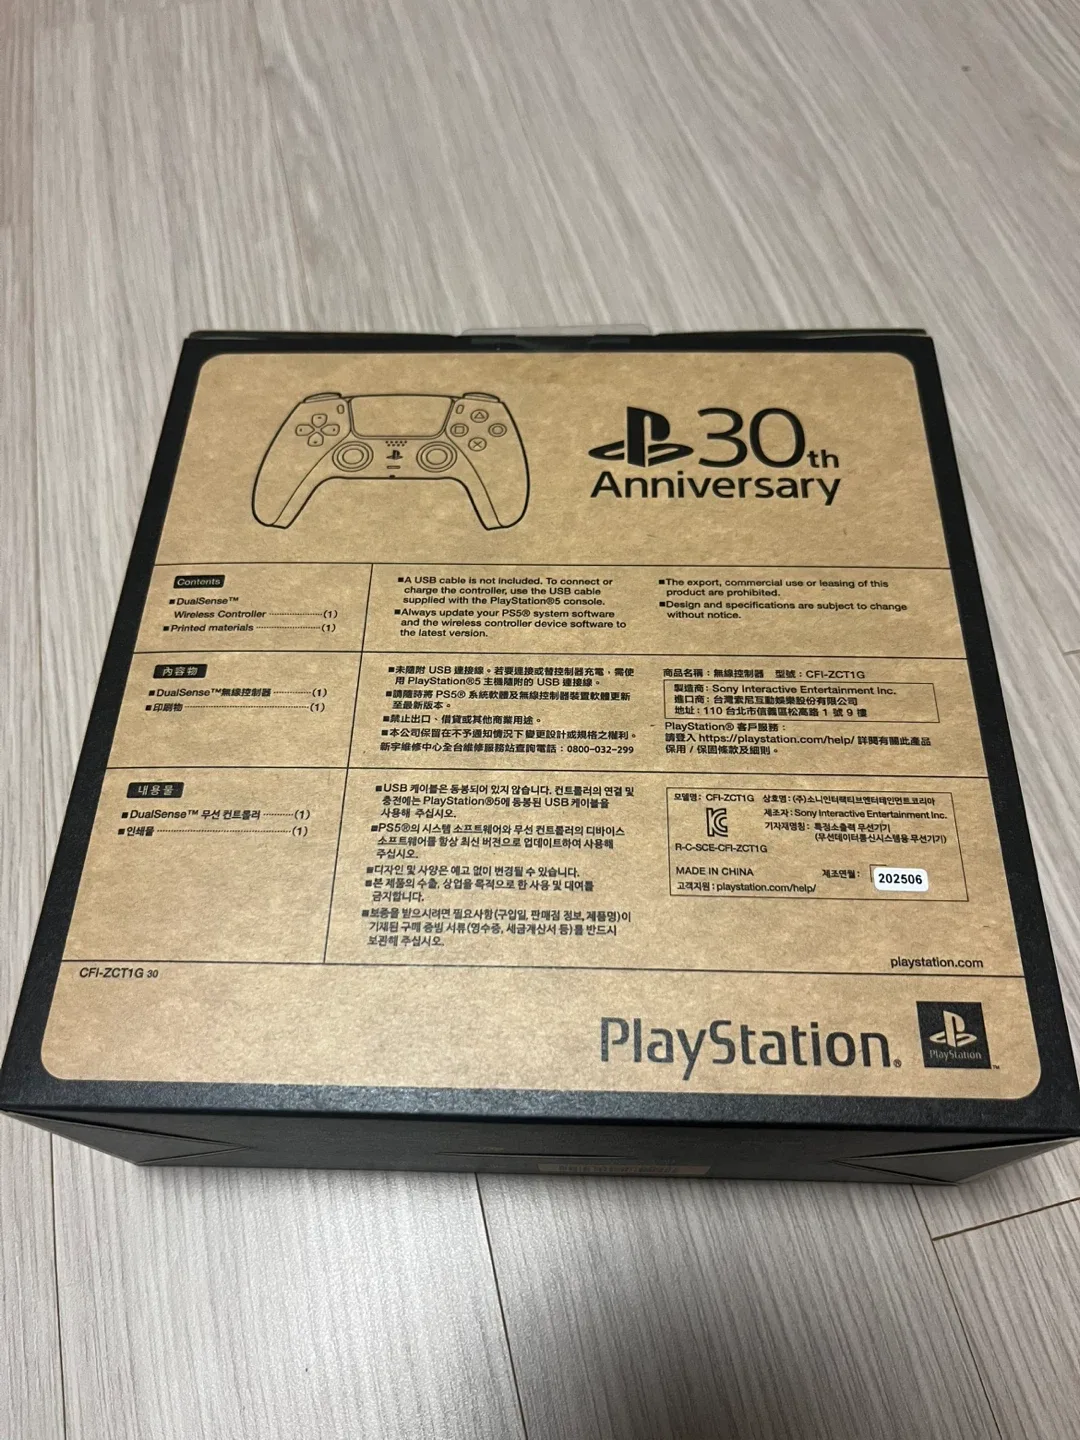 30th
Anniversary
Contents
■DualSense™
Wireless Controller (1)
■Printed materials (1)
■A USB cable is not included. To connect or
charge the controller, use the USB cable
supplied with the PlayStation®5 console.
■Always update your PS5® system software
and the wireless controller device software to
the latest version.
■The export, commercial use or leasing of this
product are prohibited.
■Design and specifications are subject to change
without notice.
內容物
■DualSense™無線控制器 (1)
■印刷物 (1)
■未隨附 USB 連接線。若要連接或替控制器充電，需使
用 PlayStation®5 主機隨附的 USB 連接線。
■請隨時將 PS5® 系統軟體及無線控制器裝置軟體更新
至最新版本。
■禁止出口、借貸或其他商業用途。
■本公司保留在不予通知情況下變更設計或規格之權利。
新宇維修中心全台維修服務站查詢電話：0800-032-299
商品名稱：無線控制器 型號：CFI-ZCT1G
製造商：Sony Interactive Entertainment Inc.
進口商：台灣索尼互動娛樂股份有限公司
地址：110 台北市信義區松高路 1 號 9 樓
PlayStation® 客戶服務：
請登入 https://playstation.com/help/ 詳閱有關此產品
保用 / 保固條款及細則。
내용물
■DualSense™ 무선 컨트롤러 (1)
■인쇄물 (1)
■USB 케이블은 동봉되어 있지 않습니다. 컨트롤러의 연결 및
충전에는 PlayStation®5에 동봉된 USB 케이블을
사용해 주십시오.
■PS5®의 시스템 소프트웨어와 무선 컨트롤러의 디바이스
소프트웨어를 항상 최신 버전으로 업데이트하여 사용해
주십시오.
■디자인 및 사양은 예고 없이 변경될 수 있습니다.
■본 제품의 수출, 상업을 목적으로 한 사용 및 대여를
금지합니다.
■보증을 받으시려면 필요사항(구입일, 판매점 정보, 제품명)이
기재된 구매 증빙 서류(영수증, 세금계산서 등)를 반드시
보관해 주십시오.
모델명: CFI-ZCT1G 상호명: (주)소니인터랙티브엔터테인먼트코리아
제조자: Sony Interactive Entertainment Inc.
기자재명칭: 특정소출력 무선기기
(무선데이터통신시스템용 무선기기)
R-C-SCE-CFI-ZCT1G
MADE IN CHINA 제조연월: 202506
고객지원: playstation.com/help/
playstation.com
CFI-ZCT1G 30
PlayStation®
PlayStation™